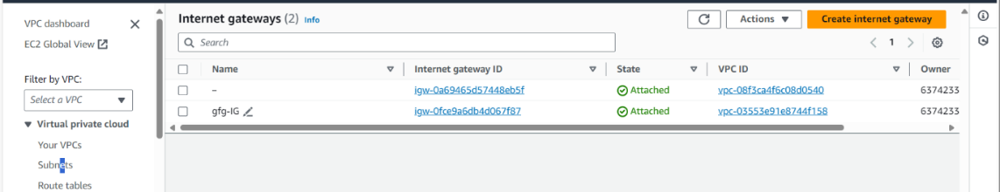 VPC dashboard
EC2 Global View
Filter by VPC:
Select a VPC
Virtual private cloud
Your VPCs
Subnets
Route tables
Internet gateways (2) Info
Actions
Create internet gateway
Search
1
Name Internet gateway ID State VPC ID Owner
– igw-0a69465d57448eb5f Attached vpc-08f3ca4f6c08d0540 6374233
gfg-IG igw-0fce9a6db4d067f87 Attached vpc-03553e91e8744f158 6374233